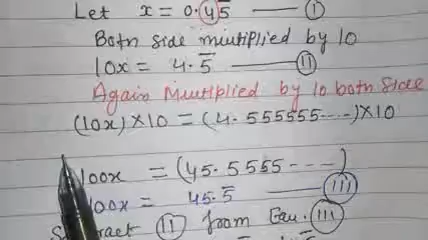 Let x = 0.45̅ — (i)
Both side multiplied by 10
10x = 4.5̅ — (ii)
Again Multiplied by 10 both side
(10x)×10 = (4.555555----)×10
100x = (45.5555---)
100x = 45.5̅ — (iii)
Subtract (ii) from Equ. (iii)